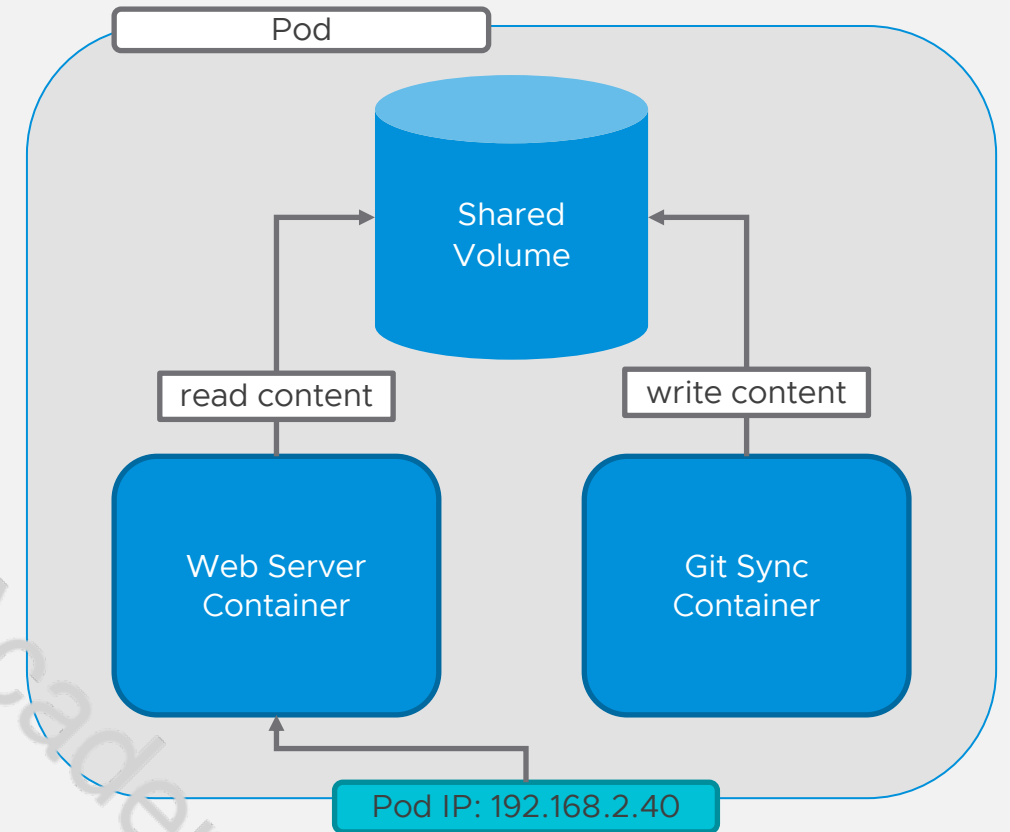 Pod
Shared
Volume
read content
write content
Web Server
Container
Git Sync
Container
Pod IP: 192.168.2.40